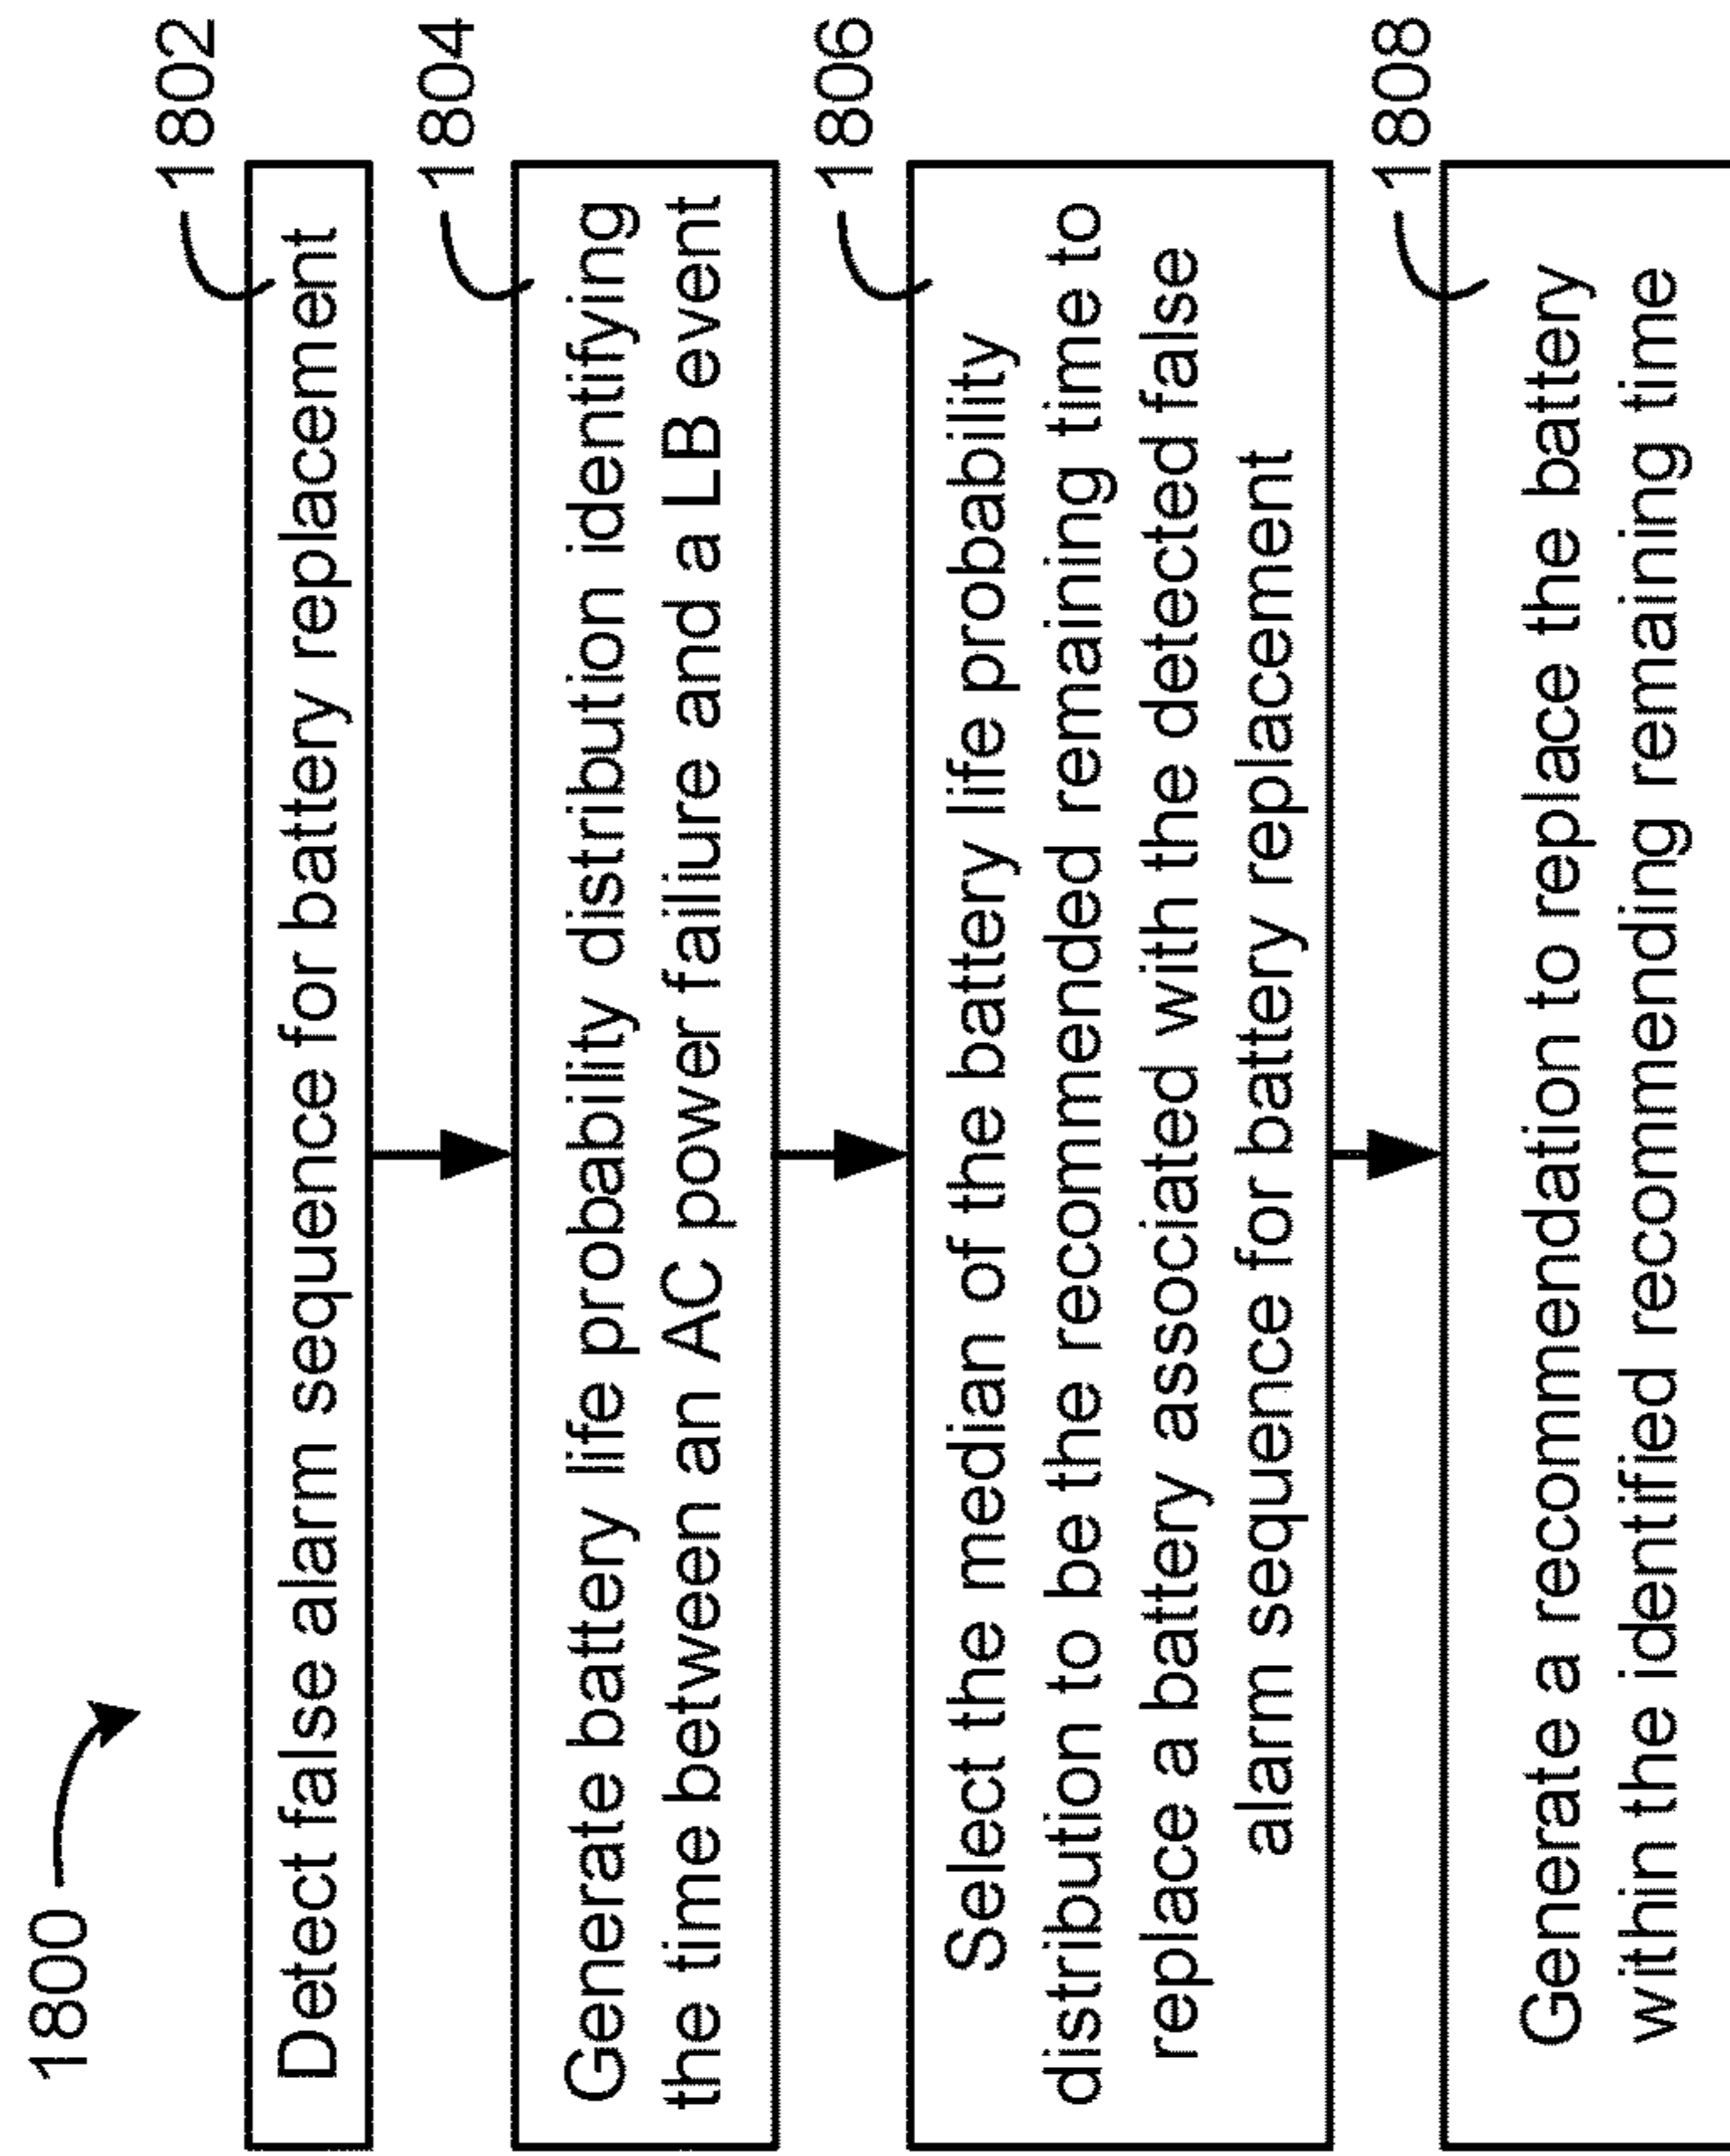 1800
1802
Detect false alarm sequence for battery replacement
1804
Generate battery life probability distribution identifying
the time between an AC power failiure and a LB event
1806
Select the median of the battery life probability
distribution to be the recommended remaining time to
replace a battery associated with the detected false
alarm sequence for battery replacement
1808
Generate a recommendation to replace the battery
within the identified recommending remaining time